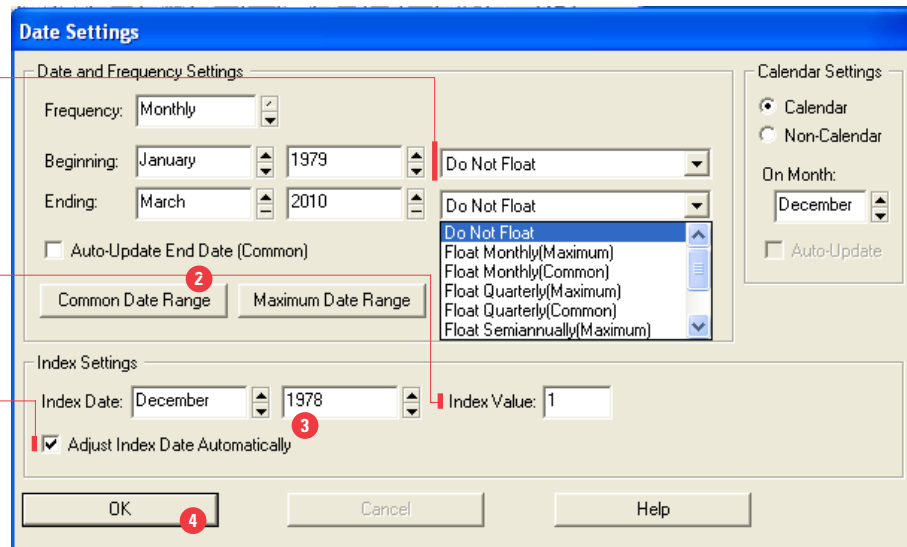 Date Settings
Date and Frequency Settings
Calendar Settings
Frequency: Monthly
Calendar
Non-Calendar
Beginning: January 1979 Do Not Float
On Month:
Ending: March 2010 Do Not Float
December
Do Not Float
Auto-Update End Date (Common)
Float Monthly(Maximum)
Auto-Update
Float Monthly(Common)
2
Common Date Range Maximum Date Range
Float Quarterly(Maximum)
Float Quarterly(Common)
Float Semiannually(Maximum)
Index Settings
Index Date: December 1978 Index Value: 1
3
Adjust Index Date Automatically
OK Cancel Help
4